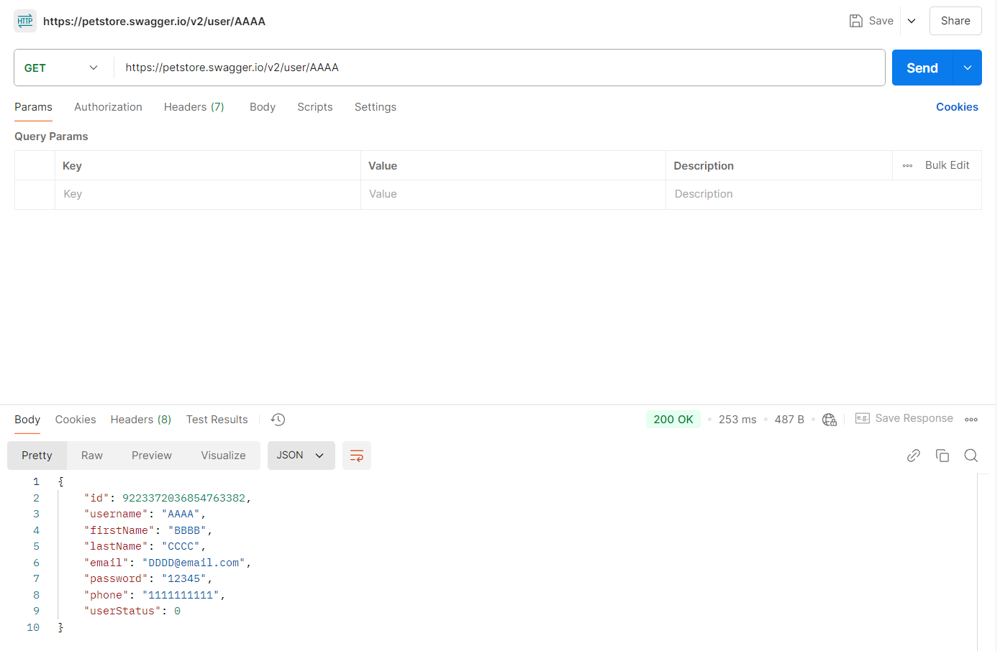 HTTP https://petstore.swagger.io/v2/user/AAAA Save Share
GET https://petstore.swagger.io/v2/user/AAAA Send
Params Authorization Headers (7) Body Scripts Settings Cookies
Query Params
Key Value Description Bulk Edit
Key Value Description
Body Cookies Headers (8) Test Results 200 OK 253 ms 487 B e.g. Save Response
Pretty Raw Preview Visualize JSON
1 {
2 "id": 9223372036854763382,
3 "username": "AAAA",
4 "firstName": "BBBB",
5 "lastName": "CCCC",
6 "email": "DDDD@email.com",
7 "password": "12345",
8 "phone": "1111111111",
9 "userStatus": 0
10 }